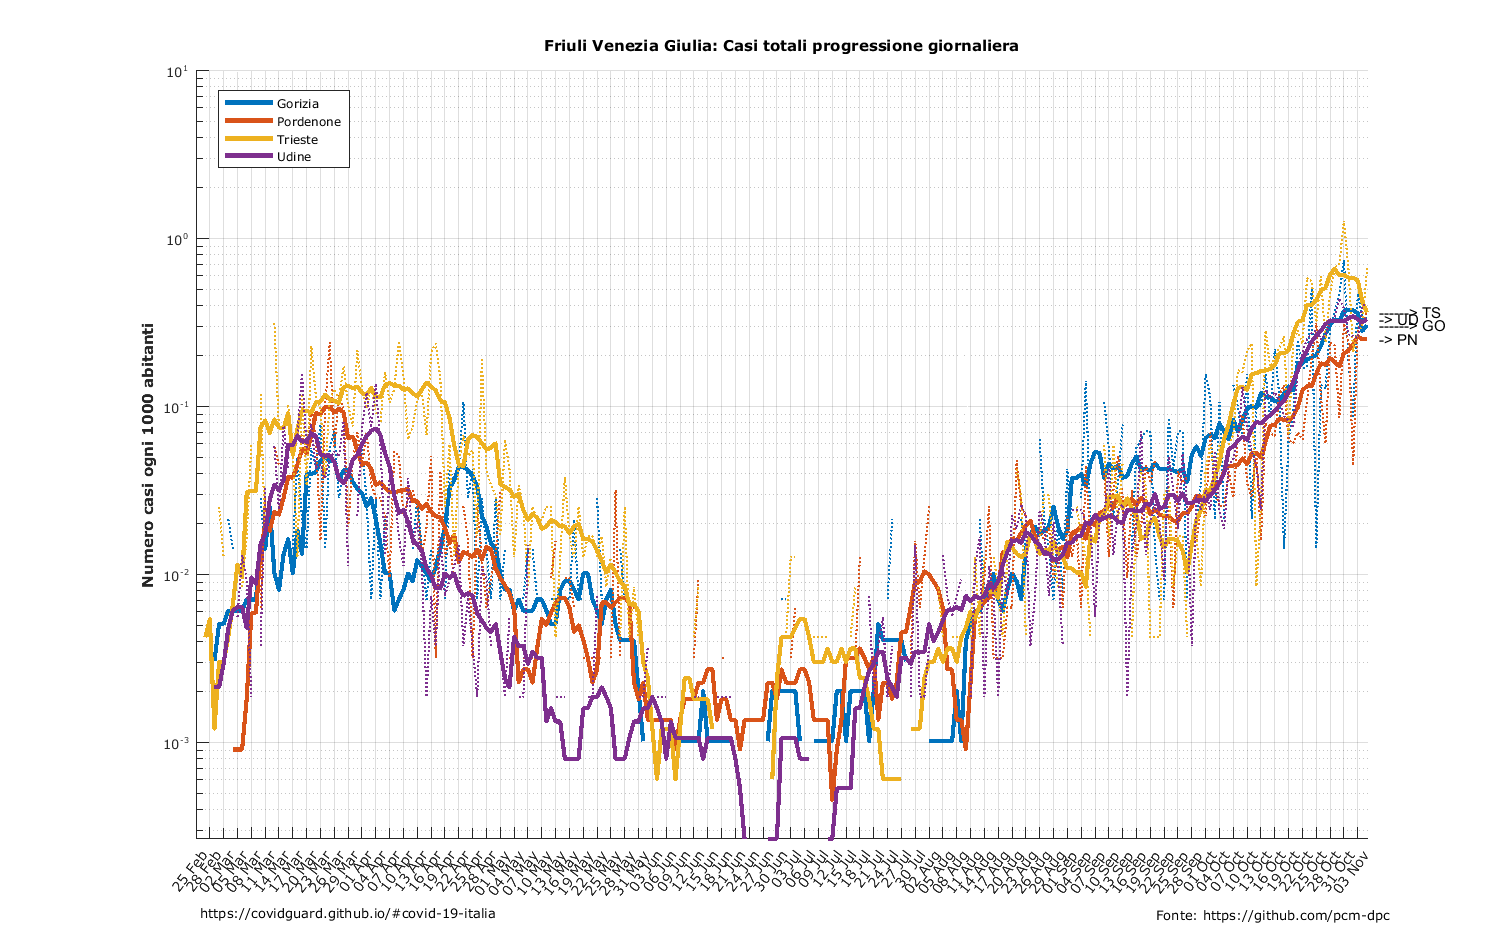 Friuli Venezia Giulia: Casi totali progressione giornaliera
10^1
10^0
10^-1
10^-2
10^-3
Numero casi ogni 1000 abitanti
Gorizia
Pordenone
Trieste
Udine
------> TS
-> UD
------> GO
-> PN
25 Feb
28 Feb
02 Mar
05 Mar
08 Mar
11 Mar
14 Mar
17 Mar
20 Mar
23 Mar
26 Mar
29 Mar
01 Apr
04 Apr
07 Apr
10 Apr
13 Apr
16 Apr
19 Apr
22 Apr
25 Apr
28 Apr
01 May
04 May
07 May
10 May
13 May
16 May
19 May
22 May
25 May
28 May
31 May
03 Jun
06 Jun
09 Jun
12 Jun
15 Jun
18 Jun
21 Jun
24 Jun
27 Jun
30 Jun
03 Jul
06 Jul
09 Jul
12 Jul
15 Jul
18 Jul
21 Jul
24 Jul
27 Jul
30 Jul
02 Aug
05 Aug
08 Aug
11 Aug
14 Aug
17 Aug
20 Aug
23 Aug
26 Aug
29 Aug
01 Sep
04 Sep
07 Sep
10 Sep
13 Sep
16 Sep
19 Sep
22 Sep
25 Sep
28 Sep
01 Oct
04 Oct
07 Oct
10 Oct
13 Oct
16 Oct
19 Oct
22 Oct
25 Oct
28 Oct
31 Oct
03 Nov
https://covidguard.github.io/#covid-19-italia
Fonte: https://github.com/pcm-dpc